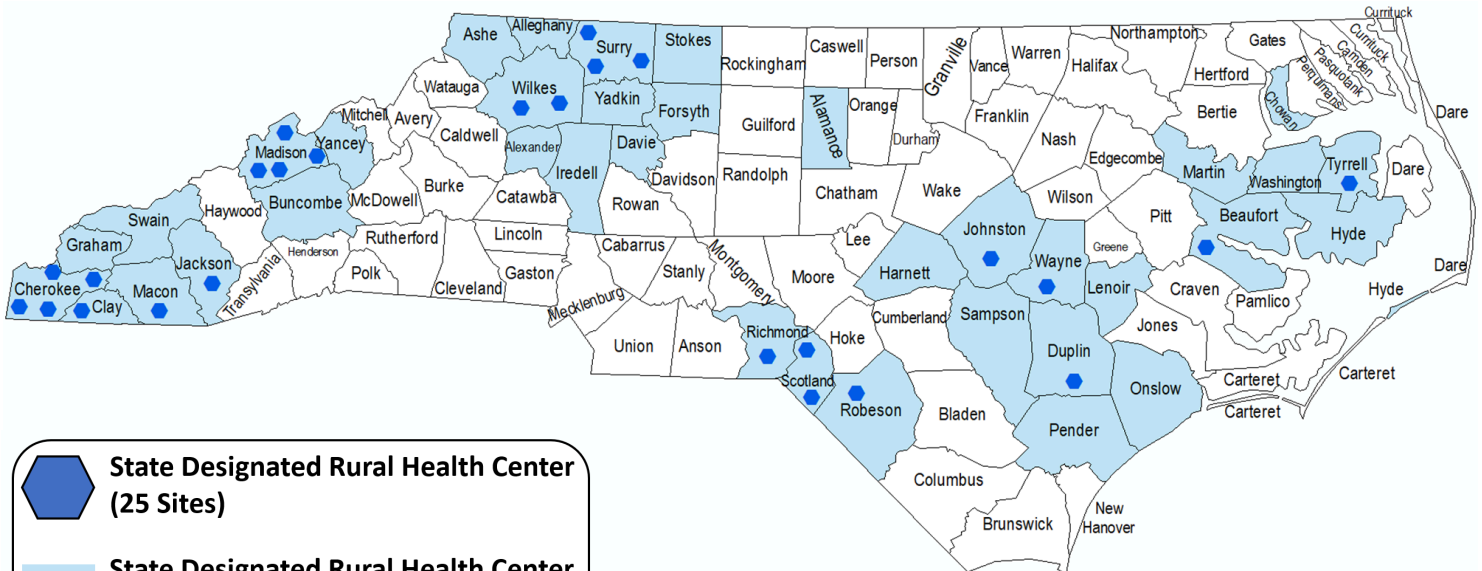 Currituck
Ashe
Alleghany
Surry
Stokes
Rockingham
Caswell
Person
Granville
Vance
Warren
Halifax
Northampton
Gates
Currituck
Camden
Pasquotank
Perquimans
Hertford
Bertie
Chowan
Dare
Watauga
Wilkes
Yadkin
Forsyth
Guilford
Alamance
Orange
Durham
Franklin
Nash
Edgecombe
Martin
Washington
Tyrrell
Dare
Mitchell
Avery
Caldwell
Alexander
Davie
Iredell
Davidson
Randolph
Chatham
Wake
Wilson
Pitt
Beaufort
Hyde
Madison
Yancey
Buncombe
McDowell
Burke
Catawba
Rowan
Haywood
Swain
Graham
Jackson
Cherokee
Clay
Macon
Transylvania
Henderson
Rutherford
Polk
Cleveland
Lincoln
Gaston
Cabarrus
Mecklenburg
Stanly
Montgomery
Moore
Lee
Harnett
Johnston
Wayne
Greene
Lenoir
Craven
Pamlico
Hyde
Dare
Union
Anson
Richmond
Scotland
Hoke
Cumberland
Sampson
Duplin
Jones
Onslow
Carteret
Carteret
Carteret
Robeson
Bladen
Pender
Columbus
Brunswick
New
Hanover
State Designated Rural Health Center
(25 Sites)
State Designated Rural Health Center